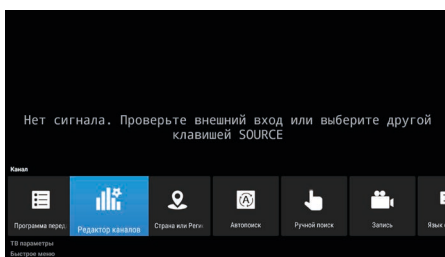 Нет сигнала. Проверьте внешний вход или выберите другой
клавишей SOURCE
Канал
Программа перед
Редактор каналов
Страна или Реги
Автопоиск
Ручной поиск
Запись
Язык
ТВ параметры
Быстрое меню